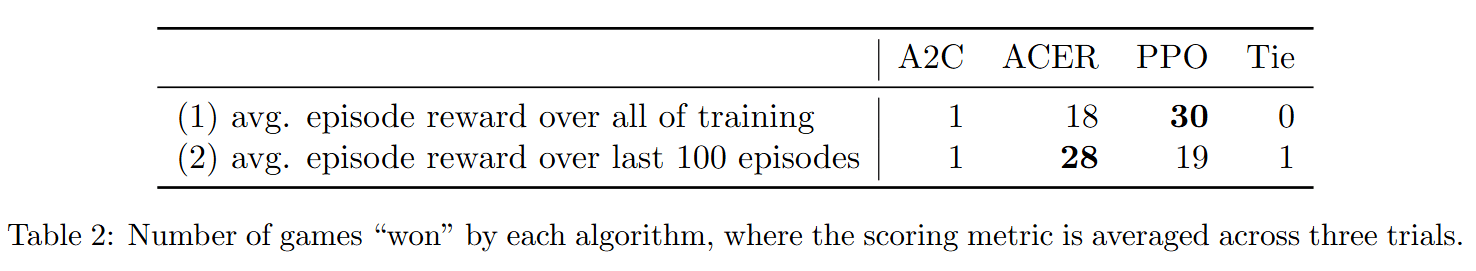 A2C ACER PPO Tie
(1) avg. episode reward over all of training 1 18 30 0
(2) avg. episode reward over last 100 episodes 1 28 19 1
Table 2: Number of games “won” by each algorithm, where the scoring metric is averaged across three trials.